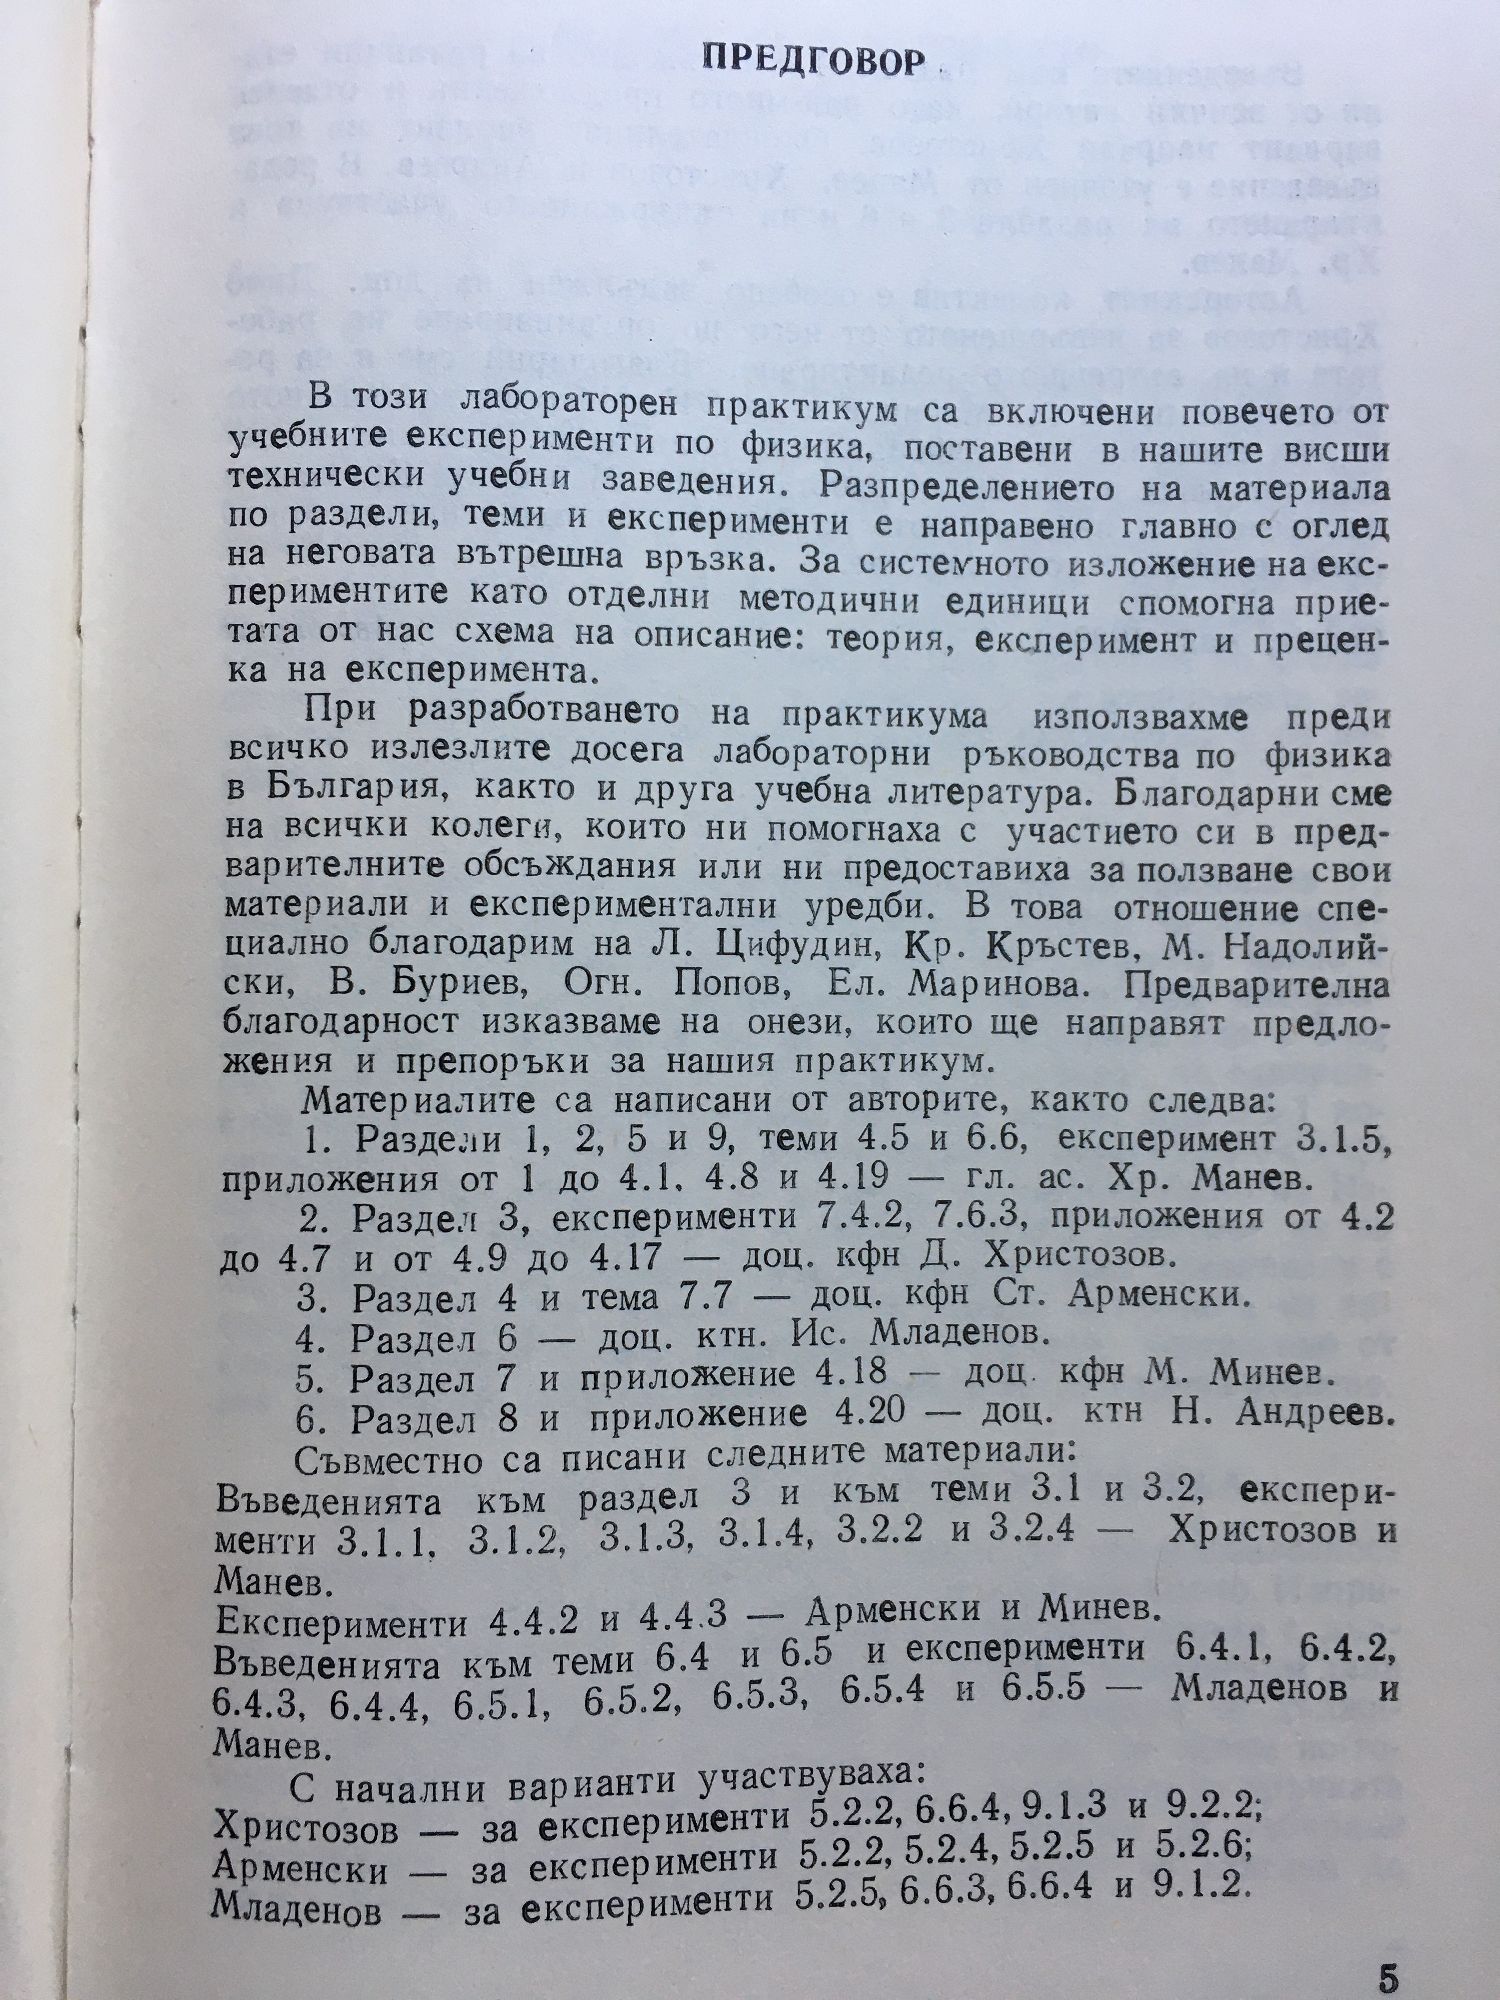 ПРЕДГОВОР
В този лабораторен практикум са включени повечето от
учебните експерименти по физика, поставени в нашите висши
технически учебни заведения. Разпределението на материала
по раздели, теми и експерименти е направено главно с оглед
на неговата вътрешна връзка. За системното изложение на екс-
периментите като отделни методични единици спомогна прие-
тата от нас схема на описание: теория, експеримент и прецен-
ка на експеримента.
При разработването на практикума използвахме преди
всичко излезлите досега лабораторни ръководства по физика
в България, както и друга учебна литература. Благодарни сме
на всички колеги, които ни помогнаха с участието си в пред-
варителните обсъждания или ни предоставиха за ползване свои
материали и експериментални уредби. В това отношение спе-
циално благодарим на Л. Цифудин, Кр. Кръстев, М. Надолий-
ски, В. Буриев, Огн. Попов, Ел. Маринова. Предварителна
благодарност изказваме на онези, които ще направят предло-
жения и препоръки за нашия практикум.
Материалите са написани от авторите, както следва:
1. Раздели 1, 2, 5 и 9, теми 4.5 и 6.6, експеримент 3.1.5,
приложения от 1 до 4.1, 4.8 и 4.19 — гл. ас. Хр. Манев.
2. Раздел 3, експерименти 7.4.2, 7.6.3, приложения от 4.2
до 4.7 и от 4.9 до 4.17 — доц. кфн Д. Христозов.
3. Раздел 4 и тема 7.7 — доц. кфн Ст. Арменски.
4. Раздел 6 — доц. ктн. Ис. Младенов.
5. Раздел 7 и приложение 4.18 — доц. кфн М. Минев.
6. Раздел 8 и приложение 4.20 — доц. ктн Н. Андреев.
Съвместно са писани следните материали:
Въведенията към раздел 3 и към теми 3.1 и 3.2, експери-
менти 3.1.1, 3.1.2, 3.1.3, 3.1.4, 3.2.2 и 3.2.4 — Христозов и
Манев.
Експерименти 4.4.2 и 4.4.3 — Арменски и Минев.
Въведенията към теми 6.4 и 6.5 и експерименти 6.4.1, 6.4.2,
6.4.3, 6.4.4, 6.5.1, 6.5.2, 6.5.3, 6.5.4 и 6.5.5 — Младенов и
Манев.
С начални варианти участвуваха:
Христозов — за експерименти 5.2.2, 6.6.4, 9.1.3 и 9.2.2;
Арменски — за експерименти 5.2.2, 5.2.4, 5.2.5 и 5.2.6;
Младенов — за експерименти 5.2.5, 6.6.3, 6.6.4 и 9.1.2.
5